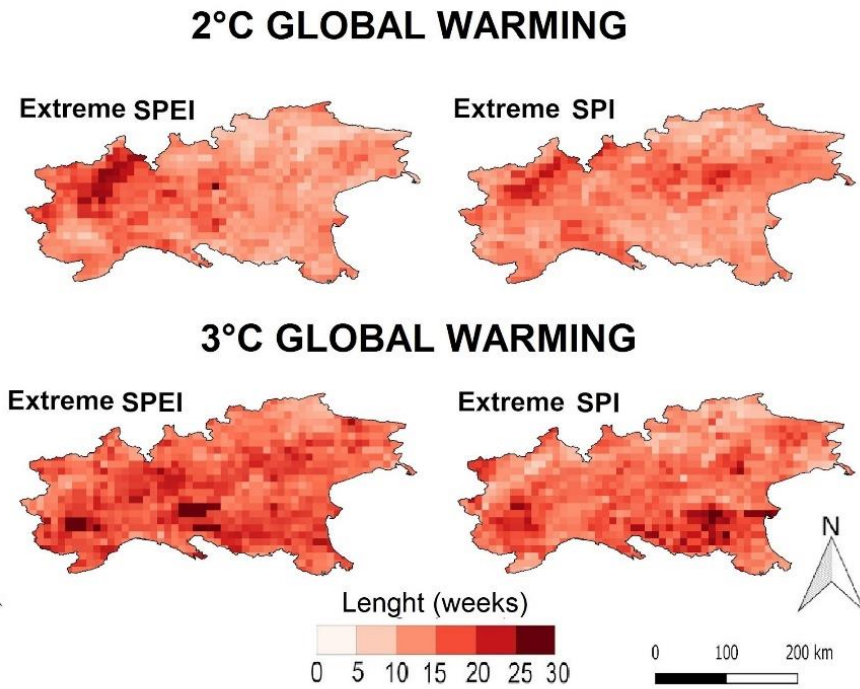 2°C GLOBAL WARMING
Extreme SPEI
Extreme SPI
3°C GLOBAL WARMING
Extreme SPEI
Extreme SPI
N
Lenght (weeks)
0 5 10 15 20 25 30
0 100 200 km